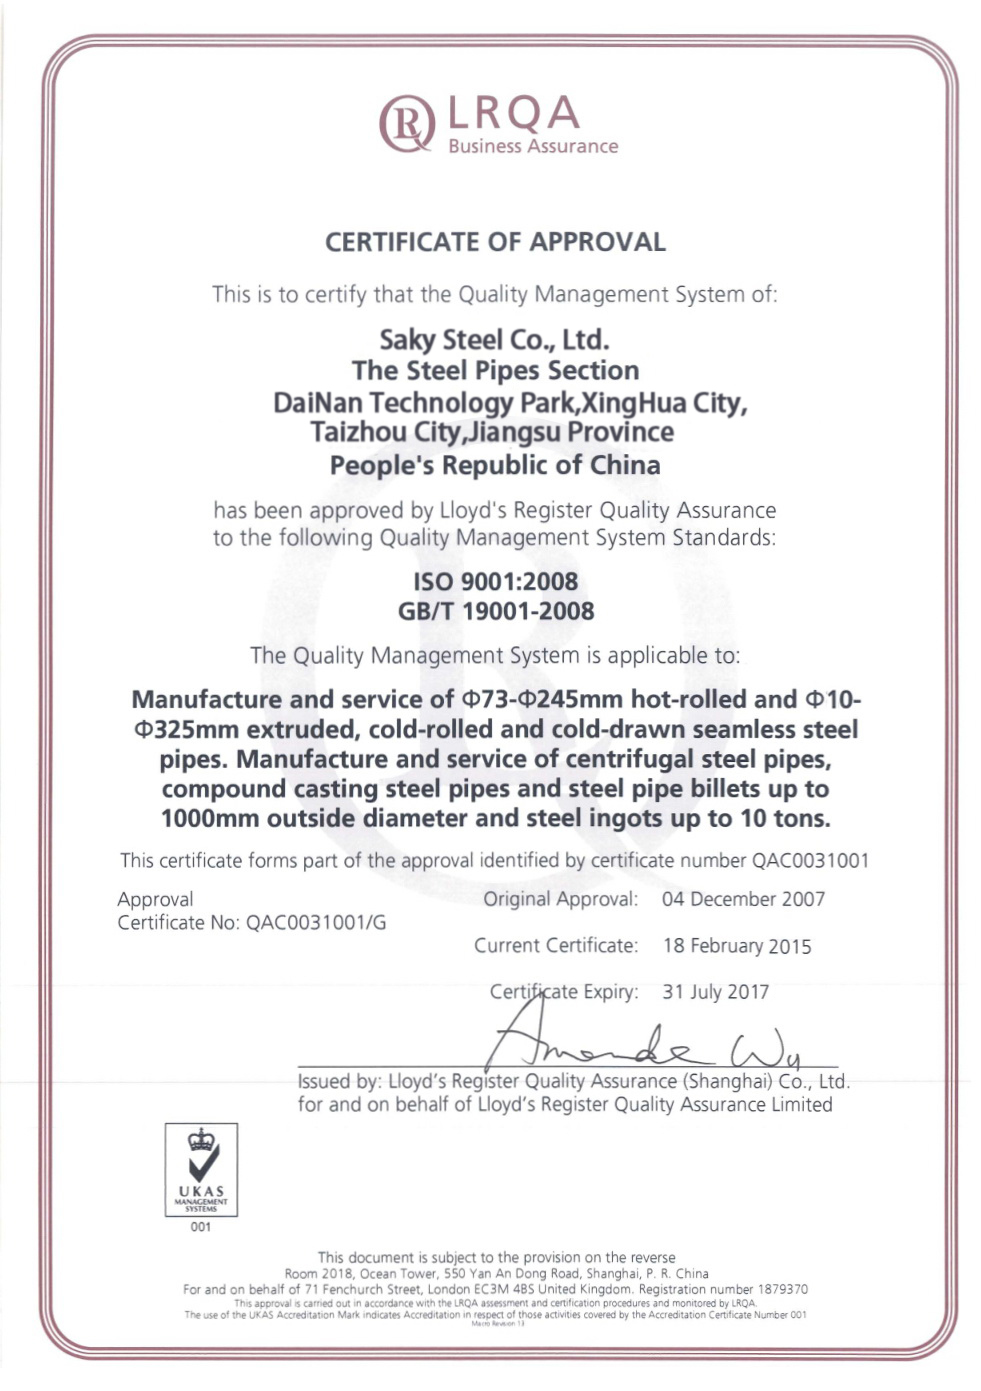 LRQA
Business Assurance
CERTIFICATE OF APPROVAL
This is to certify that the Quality Management System of:
Saky Steel Co., Ltd.
The Steel Pipes Section
DaiNan Technology Park,XingHua City,
Taizhou City,Jiangsu Province
People's Republic of China
has been approved by Lloyd's Register Quality Assurance
to the following Quality Management System Standards:
ISO 9001:2008
GB/T 19001-2008
The Quality Management System is applicable to:
Manufacture and service of Φ73-Φ245mm hot-rolled and Φ10-
Φ325mm extruded, cold-rolled and cold-drawn seamless steel
pipes. Manufacture and service of centrifugal steel pipes,
compound casting steel pipes and steel pipe billets up to
1000mm outside diameter and steel ingots up to 10 tons.
This certificate forms part of the approval identified by certificate number QAC0031001
Approval
Certificate No: QAC0031001/G
Original Approval: 04 December 2007
Current Certificate: 18 February 2015
Certificate Expiry: 31 July 2017
Amanda Wu
Issued by: Lloyd's Register Quality Assurance (Shanghai) Co., Ltd.
for and on behalf of Lloyd's Register Quality Assurance Limited
UKAS
MANAGEMENT
SYSTEMS
001
This document is subject to the provision on the reverse
Room 2018, Ocean Tower, 550 Yan An Dong Road, Shanghai, P. R. China
For and on behalf of 71 Fenchurch Street, London EC3M 4BS United Kingdom. Registration number 1879370
This approval is carried out in accordance with the LRQA assessment and certification procedures and monitored by LRQA.
The use of the UKAS Accreditation Mark indicates Accreditation in respect of those activities covered by the Accreditation Certificate Number 001
Macro Revision 13